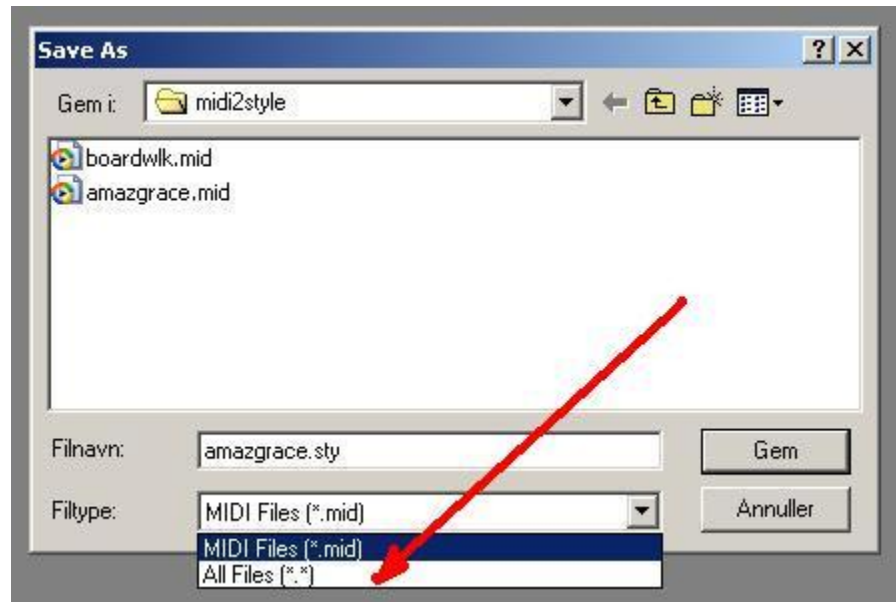 Save As
Gem i: midi2style
boardwlk.mid
amazgrace.mid
Filnavn: amazgrace.sty Gem
Filtype: MIDI Files (*.mid) Annuller
MIDI Files (*.mid)
All Files (*.*)